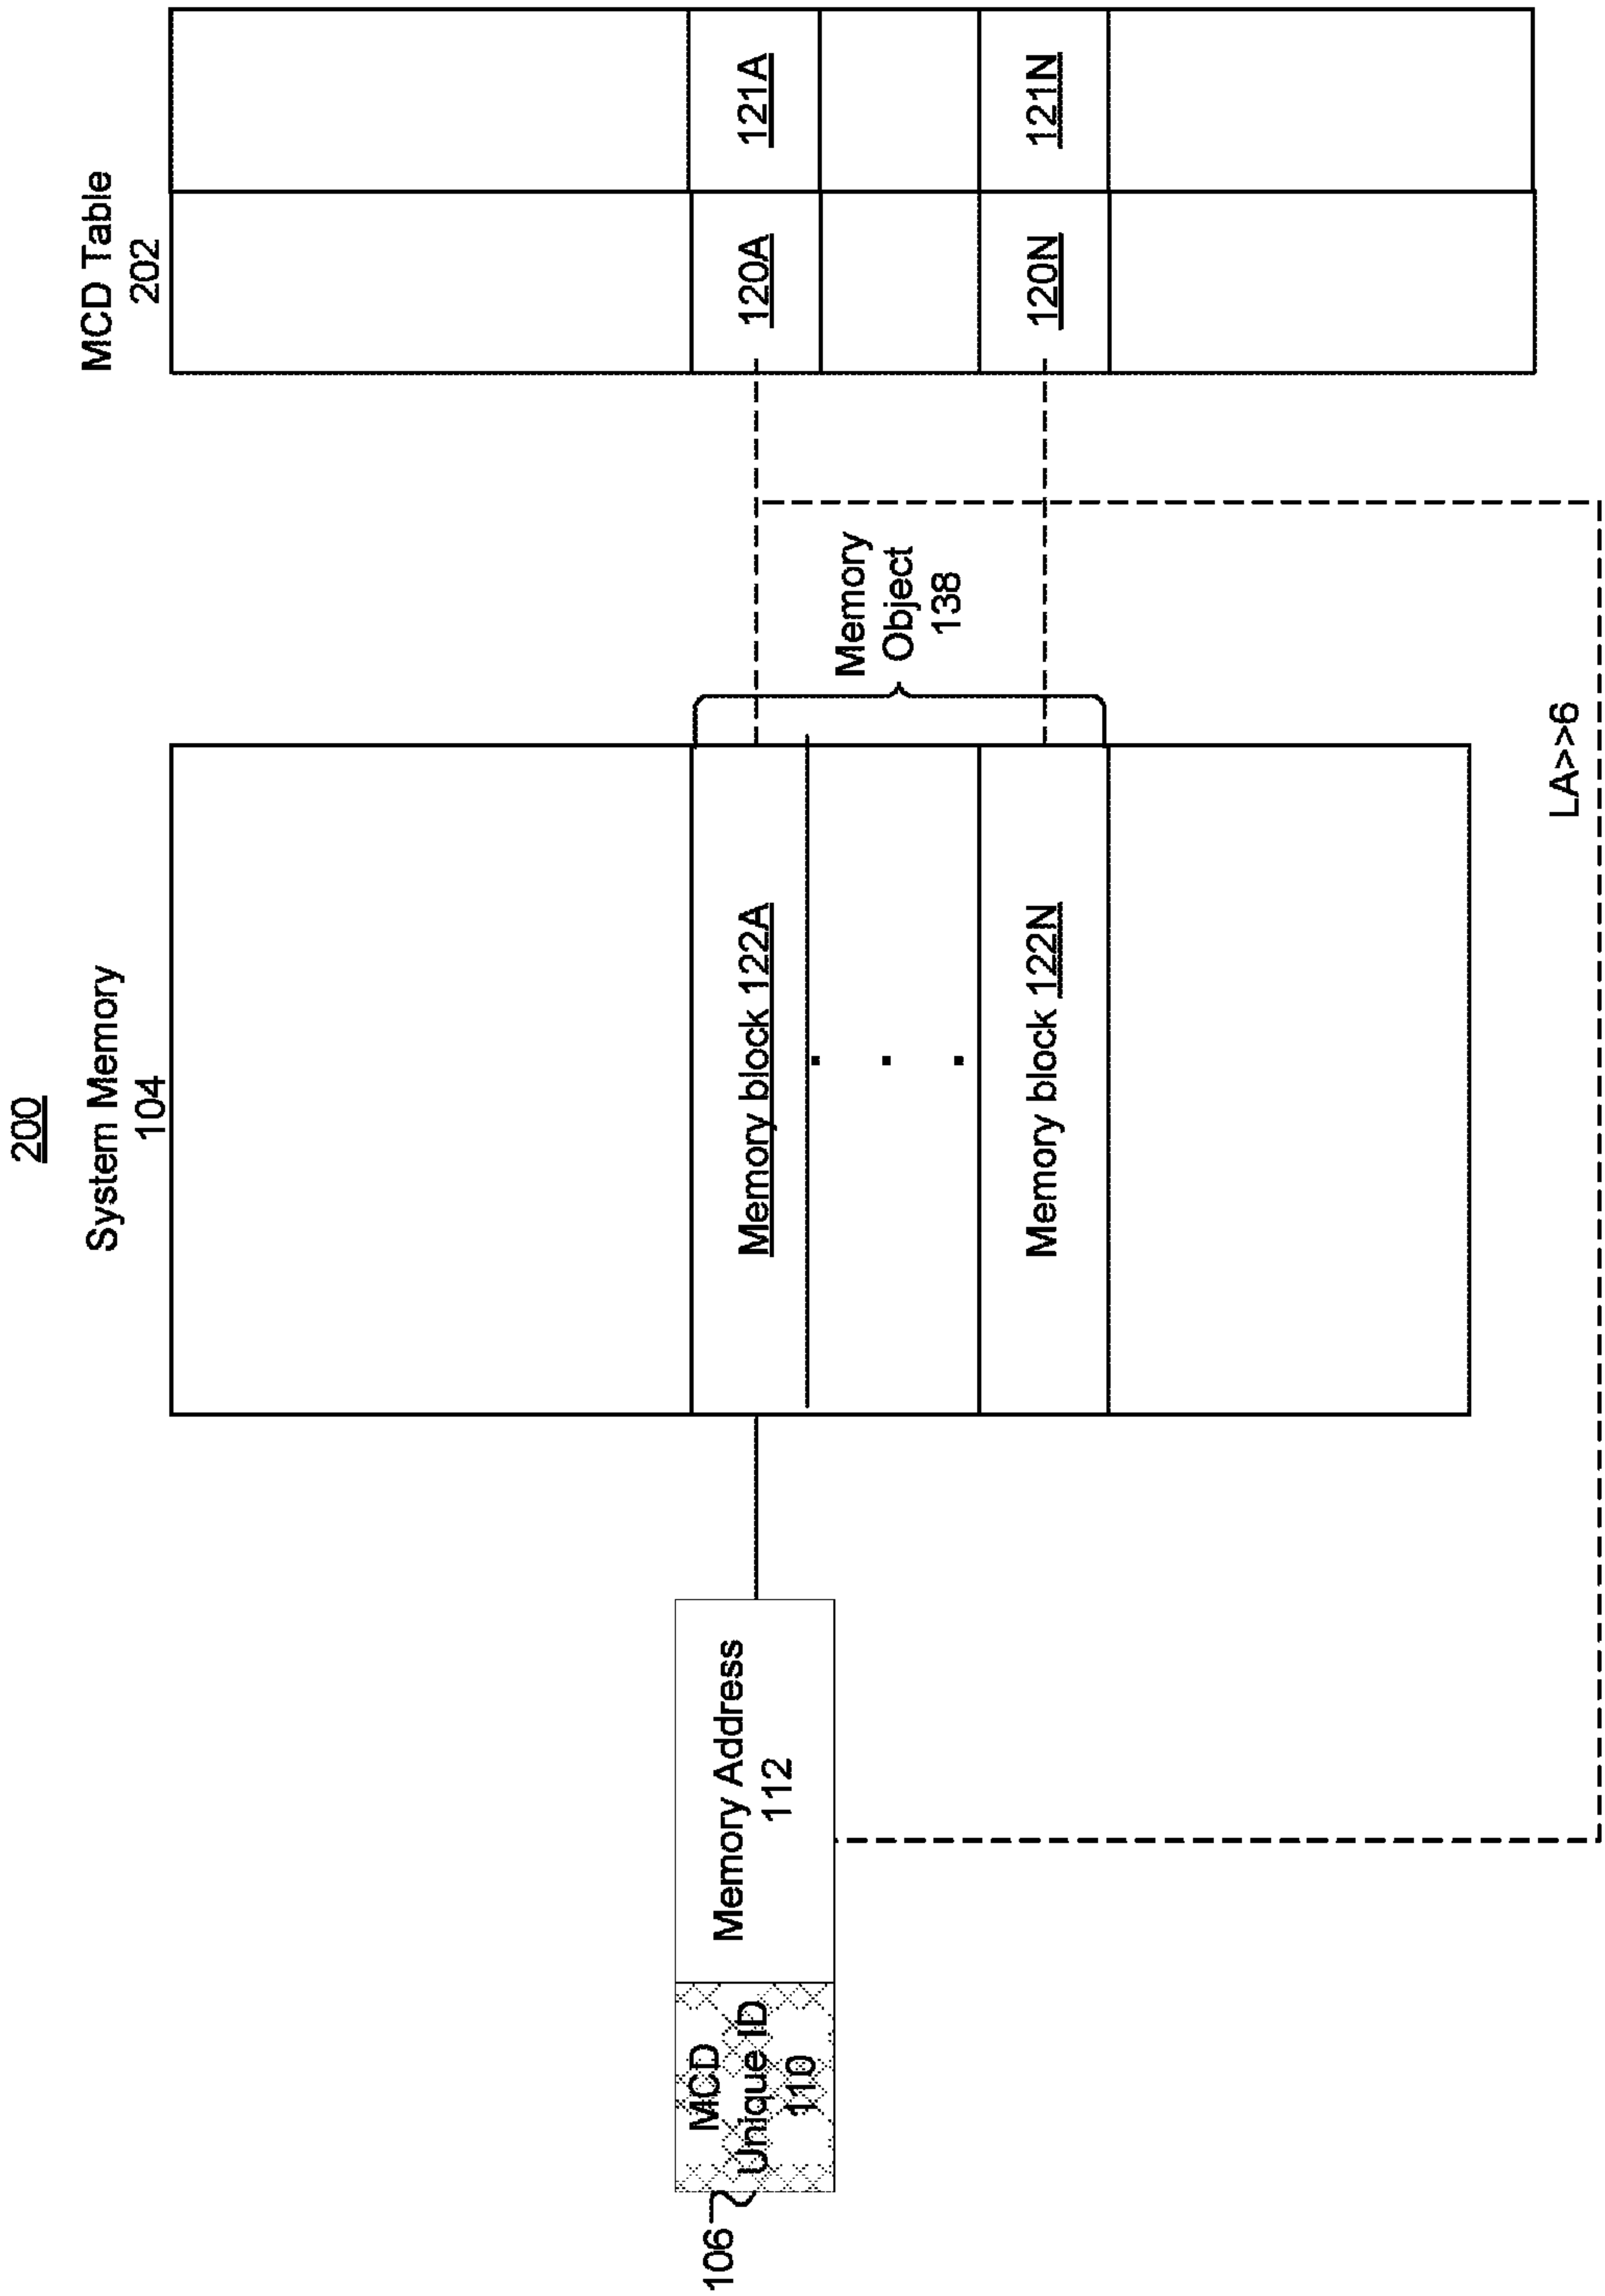 200
System Memory
104
MCD Table
202
106
MCD
Unique ID
110
Memory Address
112
Memory block 122A
. . .
Memory block 122N
Memory
Object
138
120A
121A
120N
121N
LA>>6